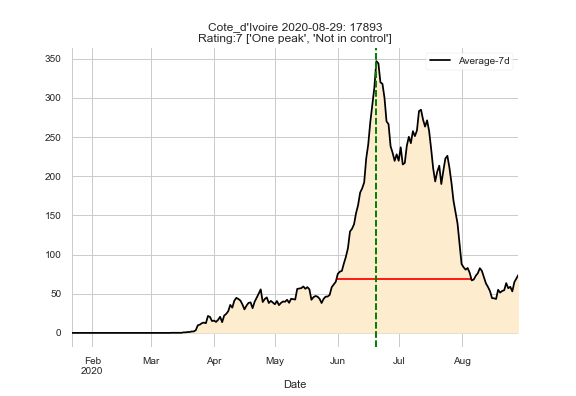 Cote_d'Ivoire 2020-08-29: 17893
Rating:7 ['One peak', 'Not in control']
Average-7d
350
300
250
200
150
100
50
0
Feb
2020
Mar
Apr
May
Jun
Jul
Aug
Date